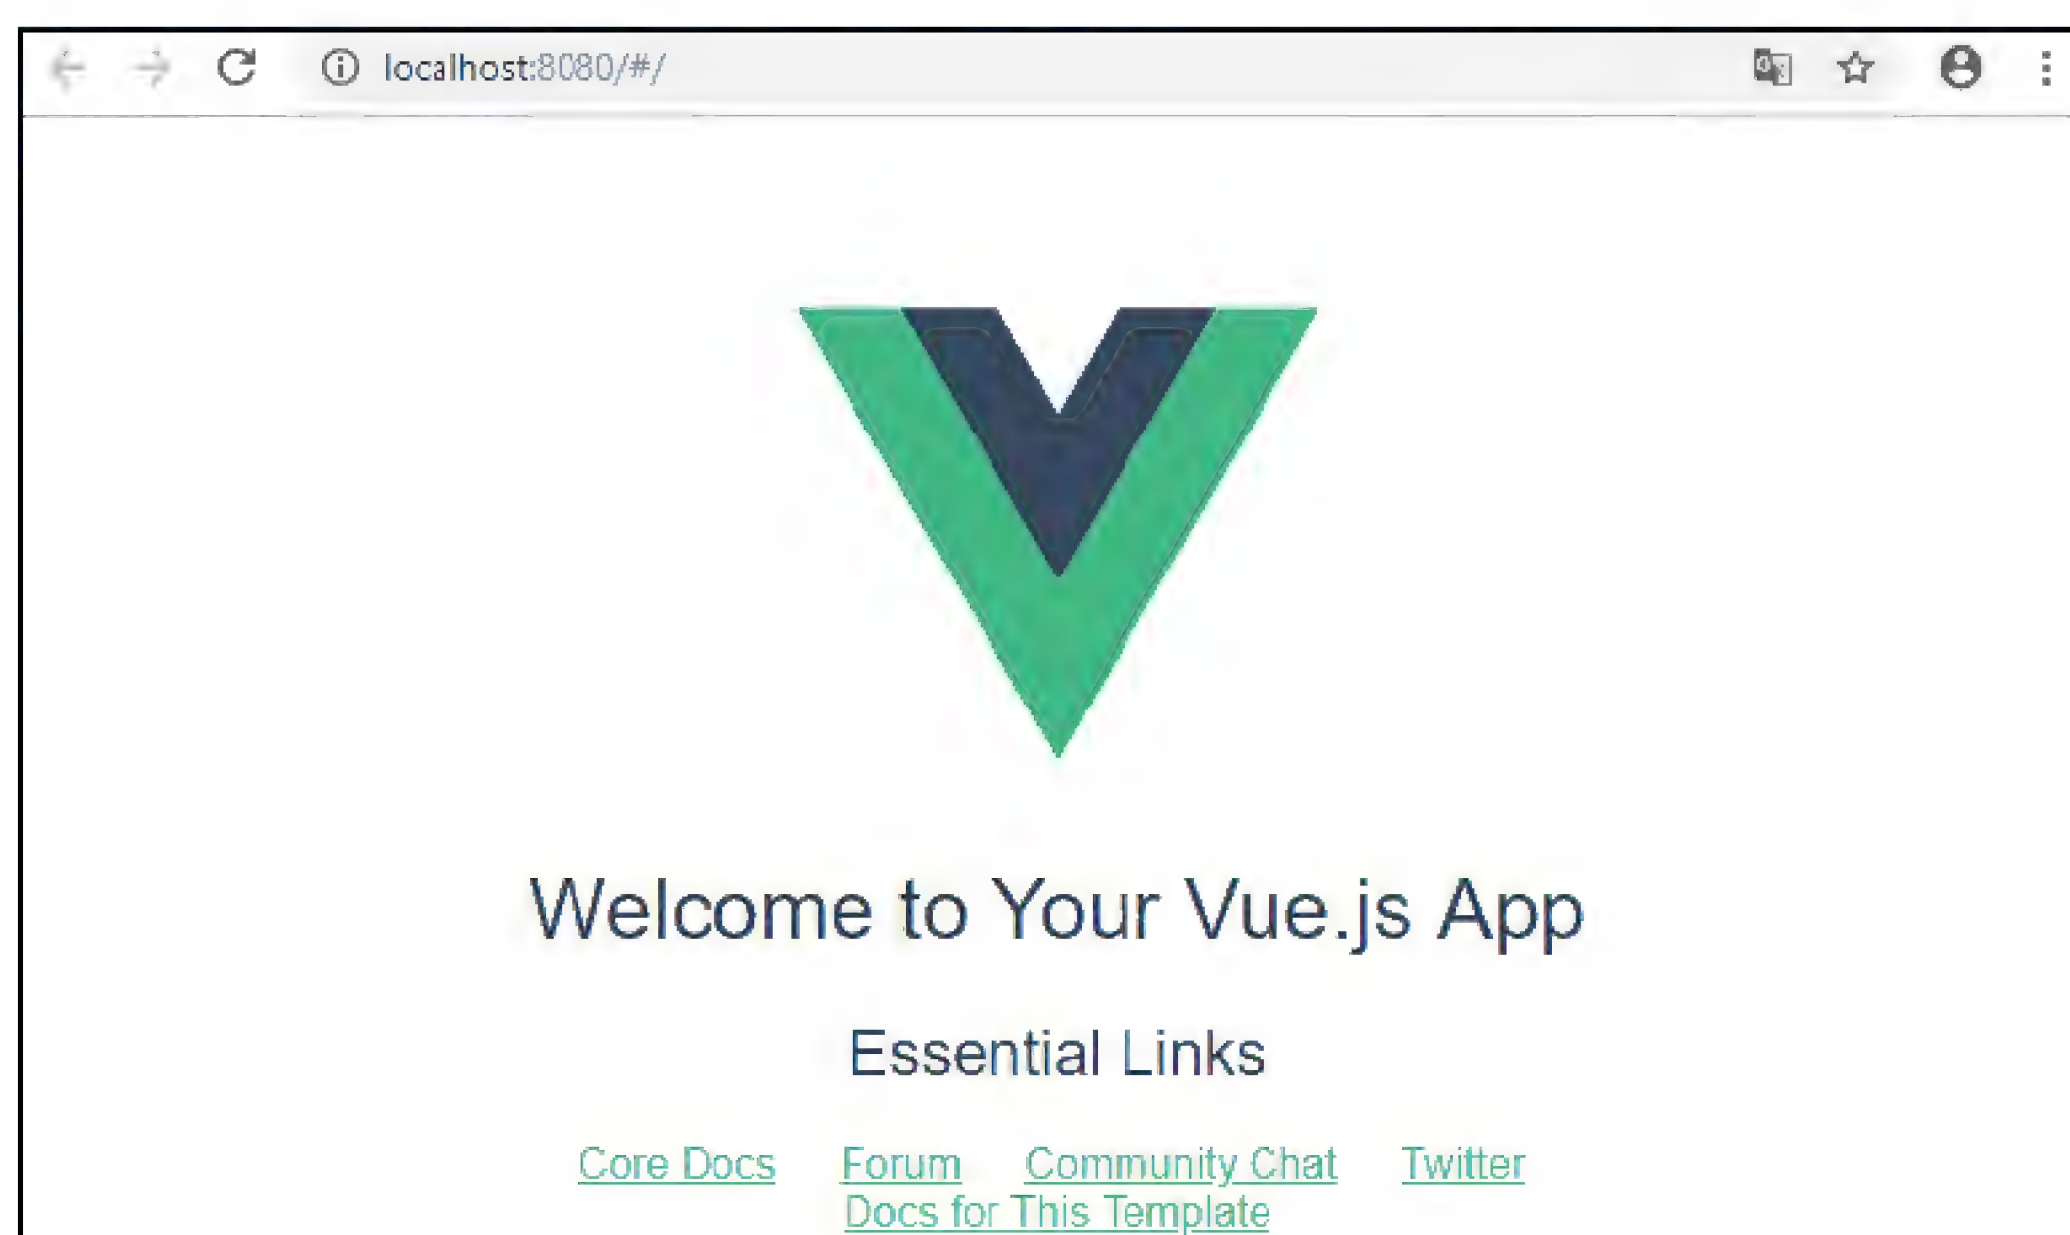 localhost:8080/#/
Welcome to Your Vue.js App
Essential Links
Core Docs Forum Community Chat Twitter
Docs for This Template